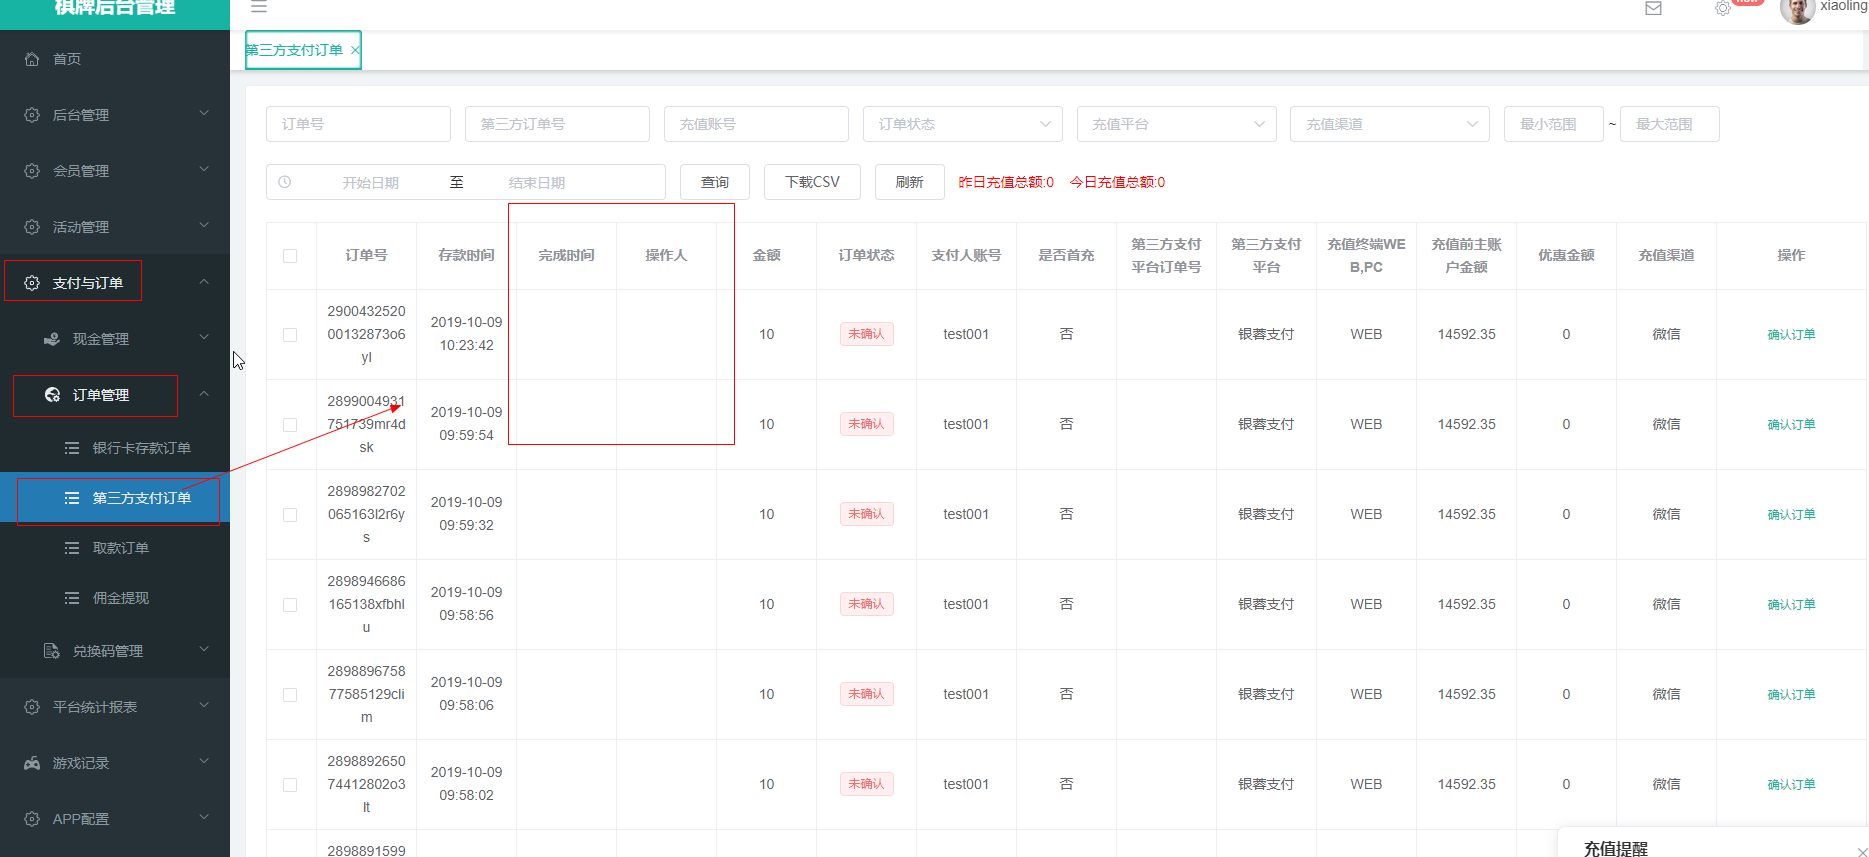 棋牌后台管理
new
xiaoling
首页
后台管理
会员管理
活动管理
支付与订单
现金管理
订单管理
银行卡存款订单
第三方支付订单
取款订单
佣金提现
兑换码管理
平台统计报表
游戏记录
APP配置
第三方支付订单 ×
订单号 第三方订单号 充值账号 订单状态 充值平台 充值渠道 最小范围 ~ 最大范围
开始日期 至 结束日期 查询 下载CSV 刷新 昨日充值总额:0 今日充值总额:0
订单号 存款时间 完成时间 操作人 金额 订单状态 支付人账号 是否首充 第三方支付平台订单号 第三方支付平台 充值终端WEB,PC 充值前主账户金额 优惠金额 充值渠道 操作
290043252000132873o6yl 2019-10-09 10:23:42 10 未确认 test001 否 银蓉支付 WEB 14592.35 0 微信 确认订单
2899004931751739mr4dsk 2019-10-09 09:59:54 10 未确认 test001 否 银蓉支付 WEB 14592.35 0 微信 确认订单
2898982702065163l2r6ys 2019-10-09 09:59:32 10 未确认 test001 否 银蓉支付 WEB 14592.35 0 微信 确认订单
2898946686165138xfbhlu 2019-10-09 09:58:56 10 未确认 test001 否 银蓉支付 WEB 14592.35 0 微信 确认订单
289889675877585129clim 2019-10-09 09:58:06 10 未确认 test001 否 银蓉支付 WEB 14592.35 0 微信 确认订单
289889265074412802o3lt 2019-10-09 09:58:02 10 未确认 test001 否 银蓉支付 WEB 14592.35 0 微信 确认订单
2898891599
充值提醒 ×